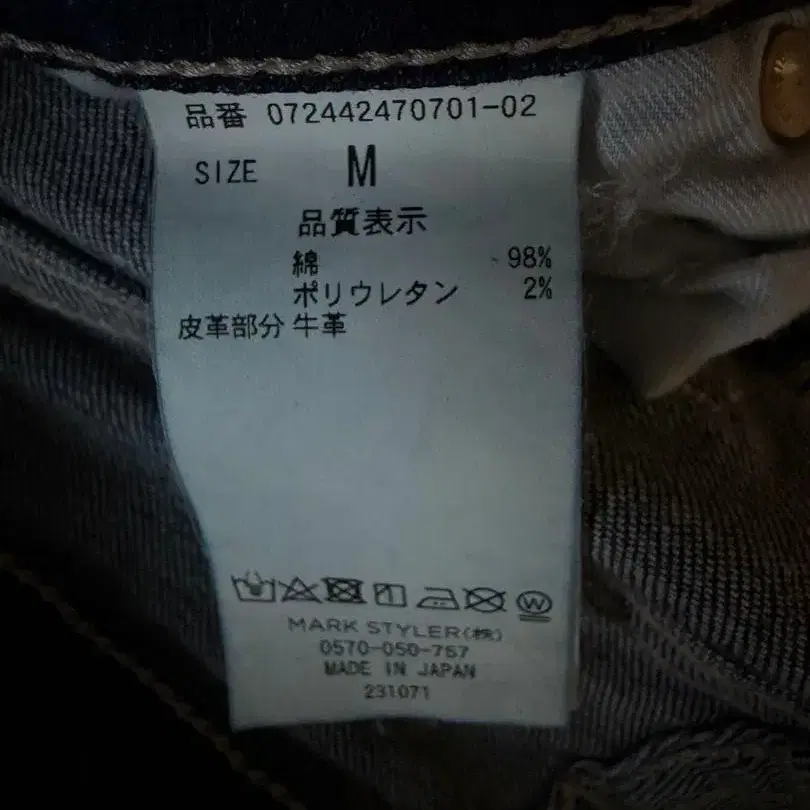 品番 072442470701-02
SIZE M
品質表示
綿 98%
ポリウレタン 2%
皮革部分 牛革
W
MARK STYLER(株)
0570-050-767
MADE IN JAPAN
231071